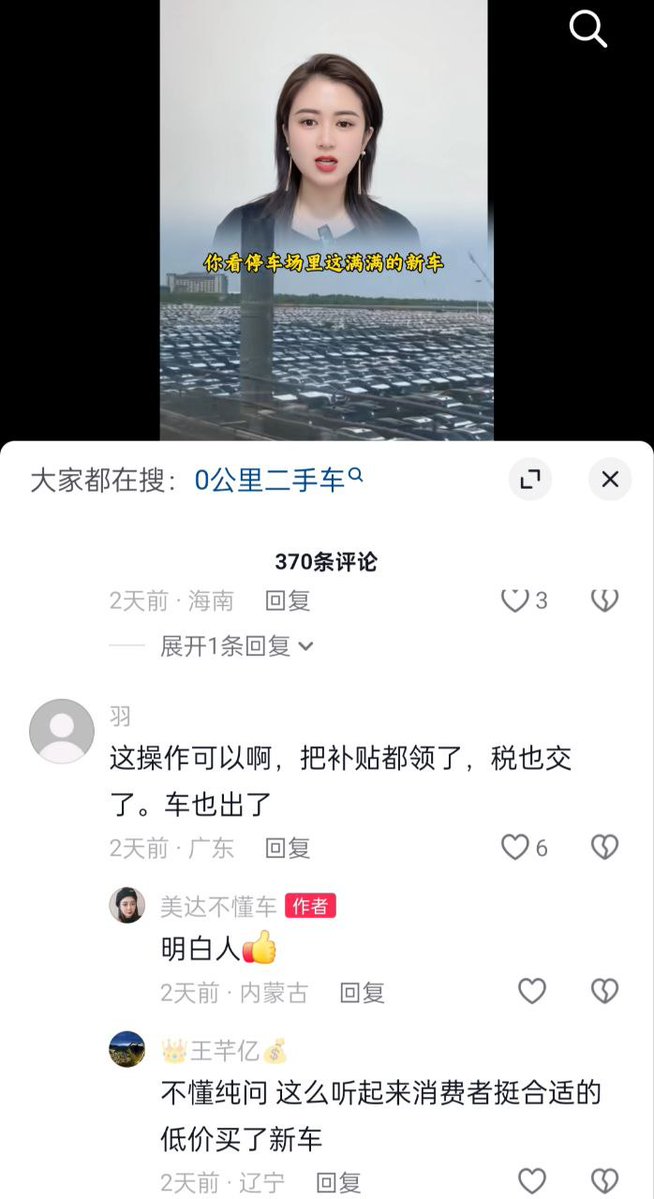 你看停车场里这满满的新车
大家都在搜：0公里二手车
370条评论
2天前 · 海南 回复 3
展开1条回复
羽
这操作可以啊，把补贴都领了，税也交
了。车也出了
2天前 · 广东 回复 6
美达不懂车 作者
明白人👍
2天前 · 内蒙古 回复
👑王芊亿💰
不懂纯问 这么听起来消费者挺合适的
低价买了新车
2天前 · 辽宁 回复